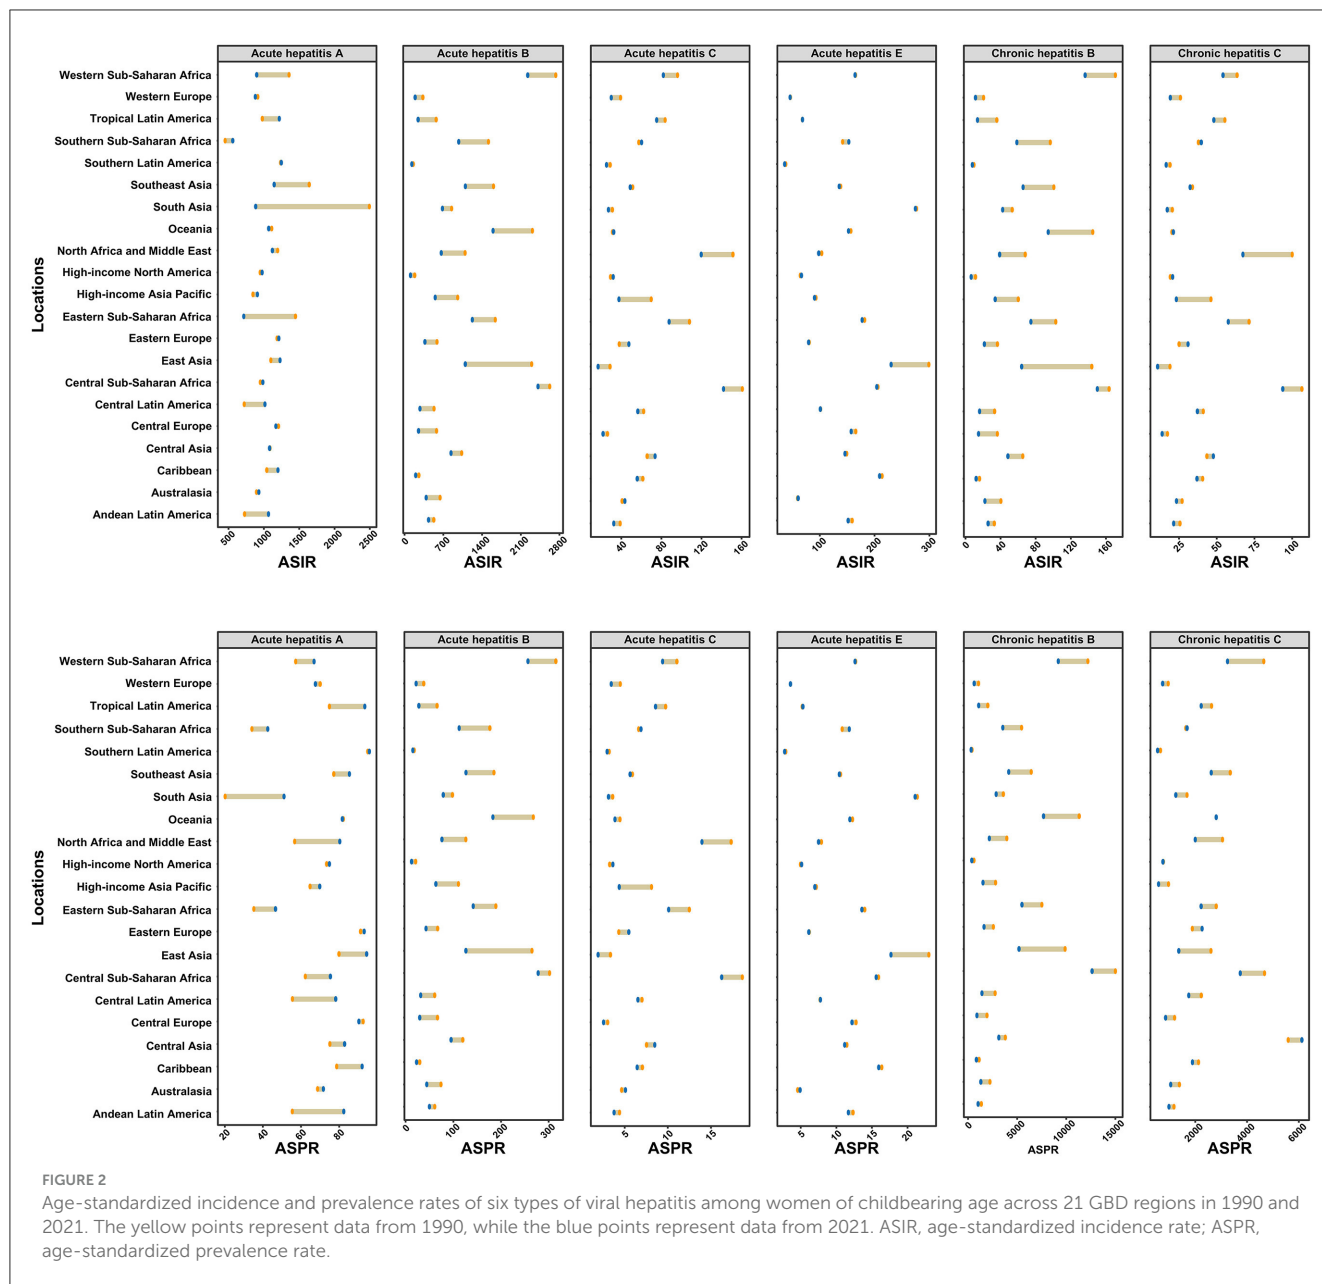 Acute hepatitis A Acute hepatitis B Acute hepatitis C Acute hepatitis E Chronic hepatitis B Chronic hepatitis C
Locations
Western Sub-Saharan Africa
Western Europe
Tropical Latin America
Southern Sub-Saharan Africa
Southern Latin America
Southeast Asia
South Asia
Oceania
North Africa and Middle East
High-income North America
High-income Asia Pacific
Eastern Sub-Saharan Africa
Eastern Europe
East Asia
Central Sub-Saharan Africa
Central Latin America
Central Europe
Central Asia
Caribbean
Australasia
Andean Latin America
500 1000 1500 2000 2500 0 700 1400 2100 2800 40 80 120 160 100 200 300 0 40 80 120 160 25 50 75 100
ASIR ASIR ASIR ASIR ASIR ASIR
Acute hepatitis A Acute hepatitis B Acute hepatitis C Acute hepatitis E Chronic hepatitis B Chronic hepatitis C
Locations
Western Sub-Saharan Africa
Western Europe
Tropical Latin America
Southern Sub-Saharan Africa
Southern Latin America
Southeast Asia
South Asia
Oceania
North Africa and Middle East
High-income North America
High-income Asia Pacific
Eastern Sub-Saharan Africa
Eastern Europe
East Asia
Central Sub-Saharan Africa
Central Latin America
Central Europe
Central Asia
Caribbean
Australasia
Andean Latin America
20 40 60 80 0 100 200 300 5 10 15 5 10 15 20 0 5000 10000 15000 2000 4000 6000
ASPR ASPR ASPR ASPR ASPR ASPR
FIGURE 2
Age-standardized incidence and prevalence rates of six types of viral hepatitis among women of childbearing age across 21 GBD regions in 1990 and
2021. The yellow points represent data from 1990, while the blue points represent data from 2021. ASIR, age-standardized incidence rate; ASPR,
age-standardized prevalence rate.